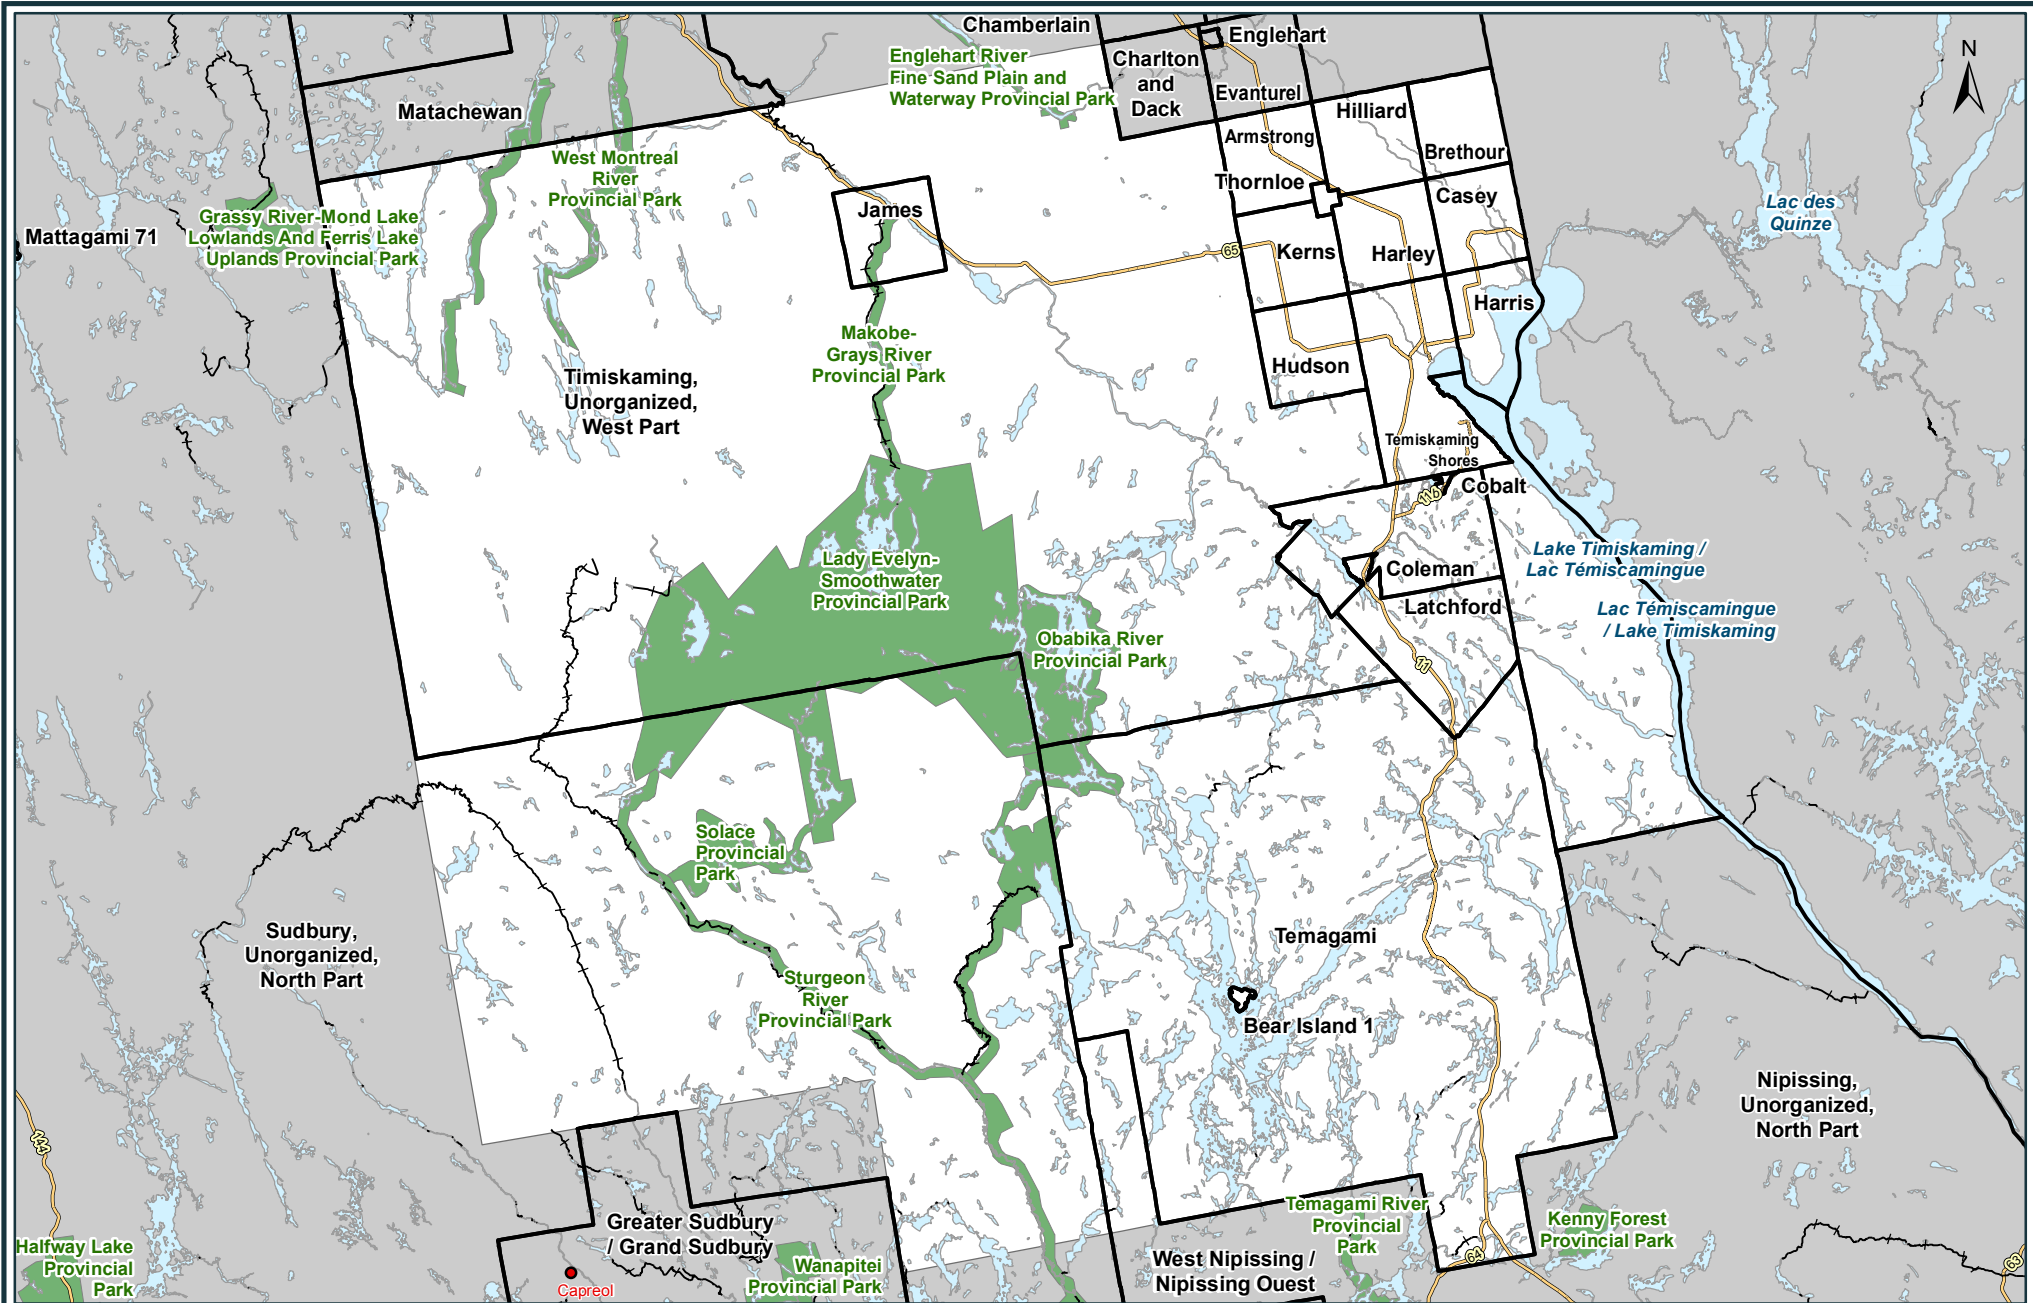 Chamberlain
Englehart
Englehart River
Fine Sand Plain and
Waterway Provincial Park
Charlton
and
Dack
Evanturel
N
Matachewan
Hilliard
Armstrong
Brethour
West Montreal
River
Provincial Park
Thornloe
Casey
Lac des
Quinze
James
Grassy River-Mond Lake
Lowlands And Ferris Lake
Uplands Provincial Park
Mattagami 71
65
Kerns
Harley
Harris
Makobe-
Grays River
Provincial Park
Hudson
Timiskaming,
Unorganized,
West Part
Temiskaming
Shores
Cobalt
11b
Lady Evelyn-
Smoothwater
Provincial Park
Coleman
Lake Timiskaming /
Lac Témiscamingue
Latchford
Lac Témiscamingue
/ Lake Timiskaming
Obabika River
Provincial Park
11
Solace
Provincial
Park
Sudbury,
Unorganized,
North Part
Temagami
Sturgeon
River
Provincial Park
Bear Island 1
Nipissing,
Unorganized,
North Part
144
Greater Sudbury
/ Grand Sudbury
Temagami River
Provincial
Park
Kenny Forest
Provincial Park
Halfway Lake
Provincial
Park
Wanapitei
Provincial Park
West Nipissing /
Nipissing Ouest
64
63
Capreol